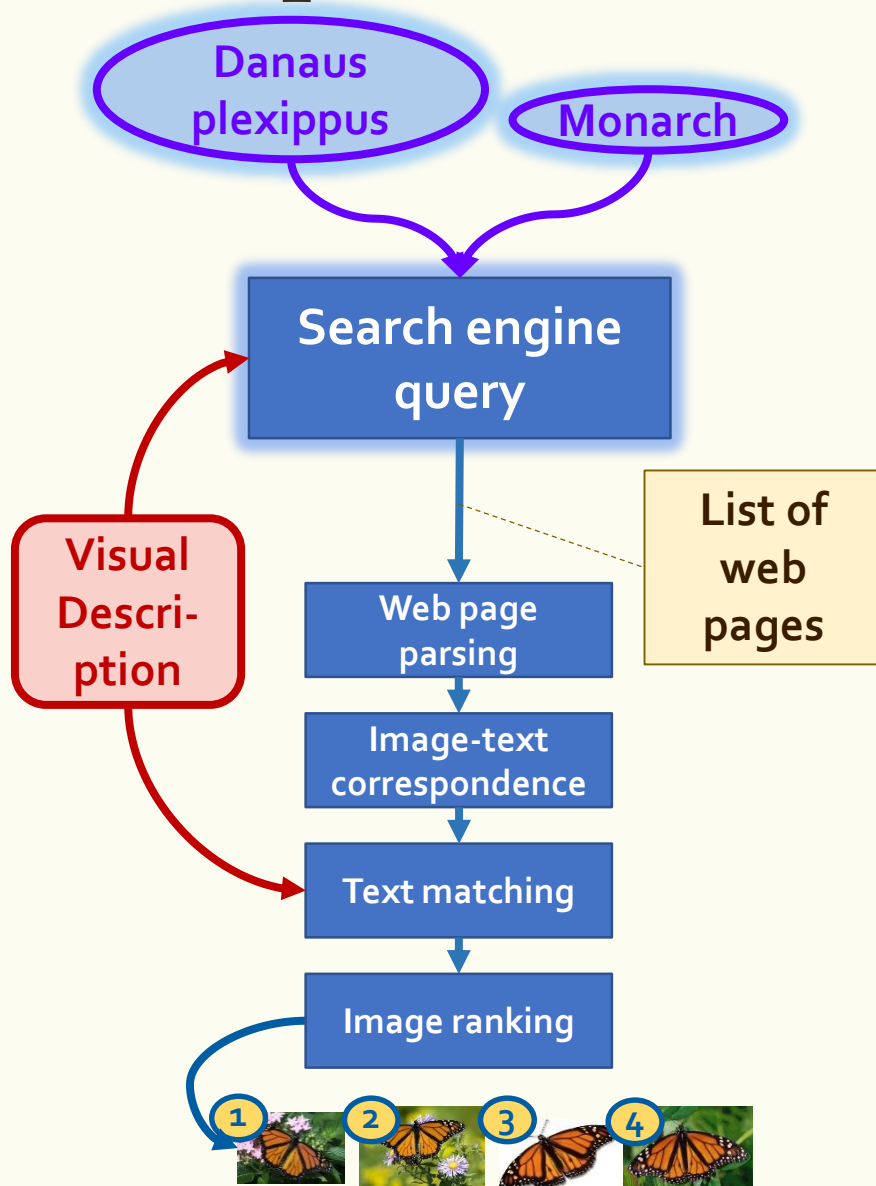 Danaus
plexippus
Monarch
Search engine
query
List of
web
pages
Visual
Descri-
ption
Web page
parsing
Image-text
correspondence
Text matching
Image ranking
1
2
3
4